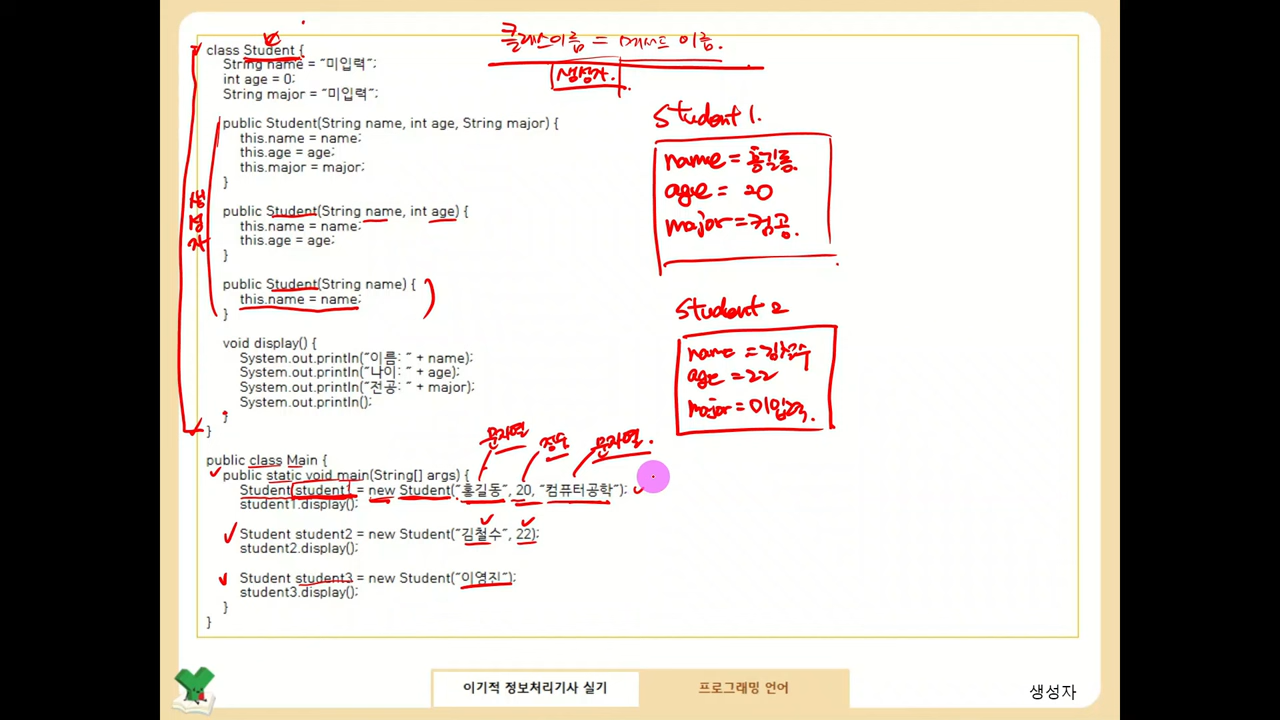 클래스이름 = 메서드 이름.
생성자.
class Student {
String name = "미입력";
int age = 0;
String major = "미입력";
public Student(String name, int age, String major) {
this.name = name;
this.age = age;
this.major = major;
}
public Student(String name, int age) {
this.name = name;
this.age = age;
}
public Student(String name) {
this.name = name;
}
void display() {
System.out.println("이름: " + name);
System.out.println("나이: " + age);
System.out.println("전공: " + major);
System.out.println();
}
}
public class Main {
public static void main(String[] args) {
Student student1 = new Student("홍길동", 20, "컴퓨터공학");
student1.display();
Student student2 = new Student("김철수", 22);
student2.display();
Student student3 = new Student("이영진");
student3.display();
}
}
문자열
정수
문자열.
Student 1.
name = 홍길동
age = 20
major = 컴공.
Student 2
name = 김철수
age = 22
major = 미입력.
이기적 정보처리기사 실기
프로그래밍 언어
생성자